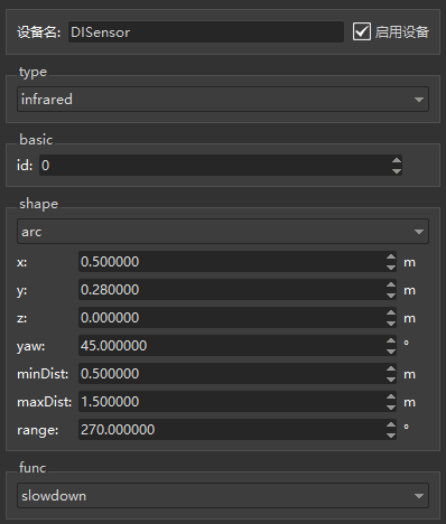 设备名: DISensor 启用设备
type
infrared
basic
id: 0
shape
arc
x: 0.500000 m
y: 0.280000 m
z: 0.000000 m
yaw: 45.000000 °
minDist: 0.500000 m
maxDist: 1.500000 m
range: 270.000000 °
func
slowdown